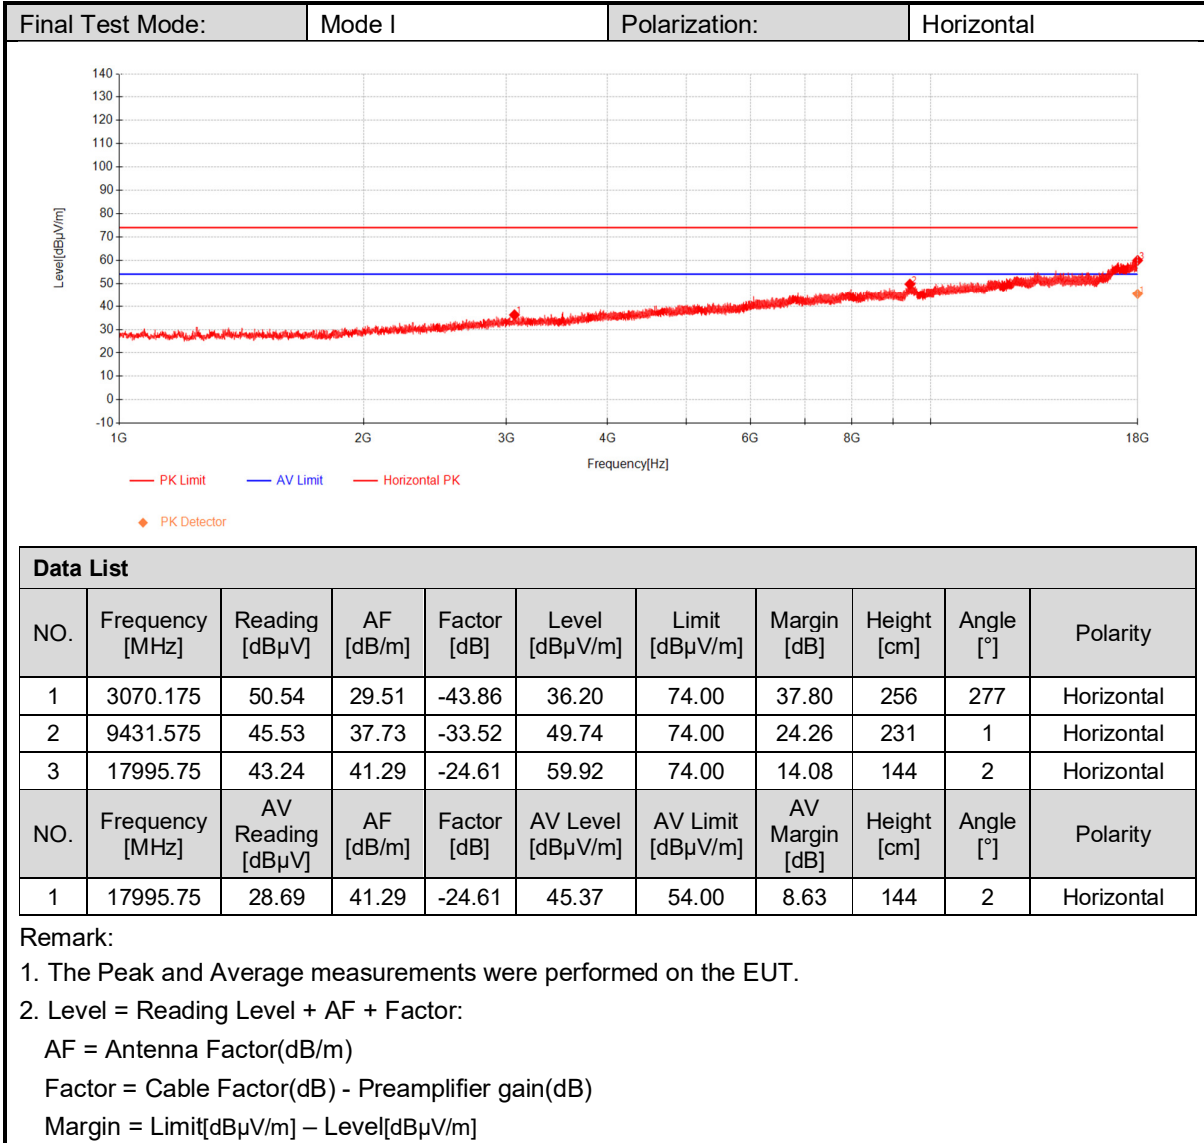 Final Test Mode: Mode I Polarization: Horizontal
140
130
120
110
100
90
80
70
60
50
40
30
20
10
0
-10
Level[dBµV/m]
1
2
3
1
1G 2G 3G 4G 6G 8G 18G
Frequency[Hz]
PK Limit AV Limit Horizontal PK
PK Detector
Data List
NO. Frequency [MHz] Reading [dBµV] AF [dB/m] Factor [dB] Level [dBµV/m] Limit [dBµV/m] Margin [dB] Height [cm] Angle [°] Polarity
1 3070.175 50.54 29.51 -43.86 36.20 74.00 37.80 256 277 Horizontal
2 9431.575 45.53 37.73 -33.52 49.74 74.00 24.26 231 1 Horizontal
3 17995.75 43.24 41.29 -24.61 59.92 74.00 14.08 144 2 Horizontal
NO. Frequency [MHz] AV Reading [dBµV] AF [dB/m] Factor [dB] AV Level [dBµV/m] AV Limit [dBµV/m] AV Margin [dB] Height [cm] Angle [°] Polarity
1 17995.75 28.69 41.29 -24.61 45.37 54.00 8.63 144 2 Horizontal
Remark:
1. The Peak and Average measurements were performed on the EUT.
2. Level = Reading Level + AF + Factor:
AF = Antenna Factor(dB/m)
Factor = Cable Factor(dB) - Preamplifier gain(dB)
Margin = Limit[dBµV/m] – Level[dBµV/m]